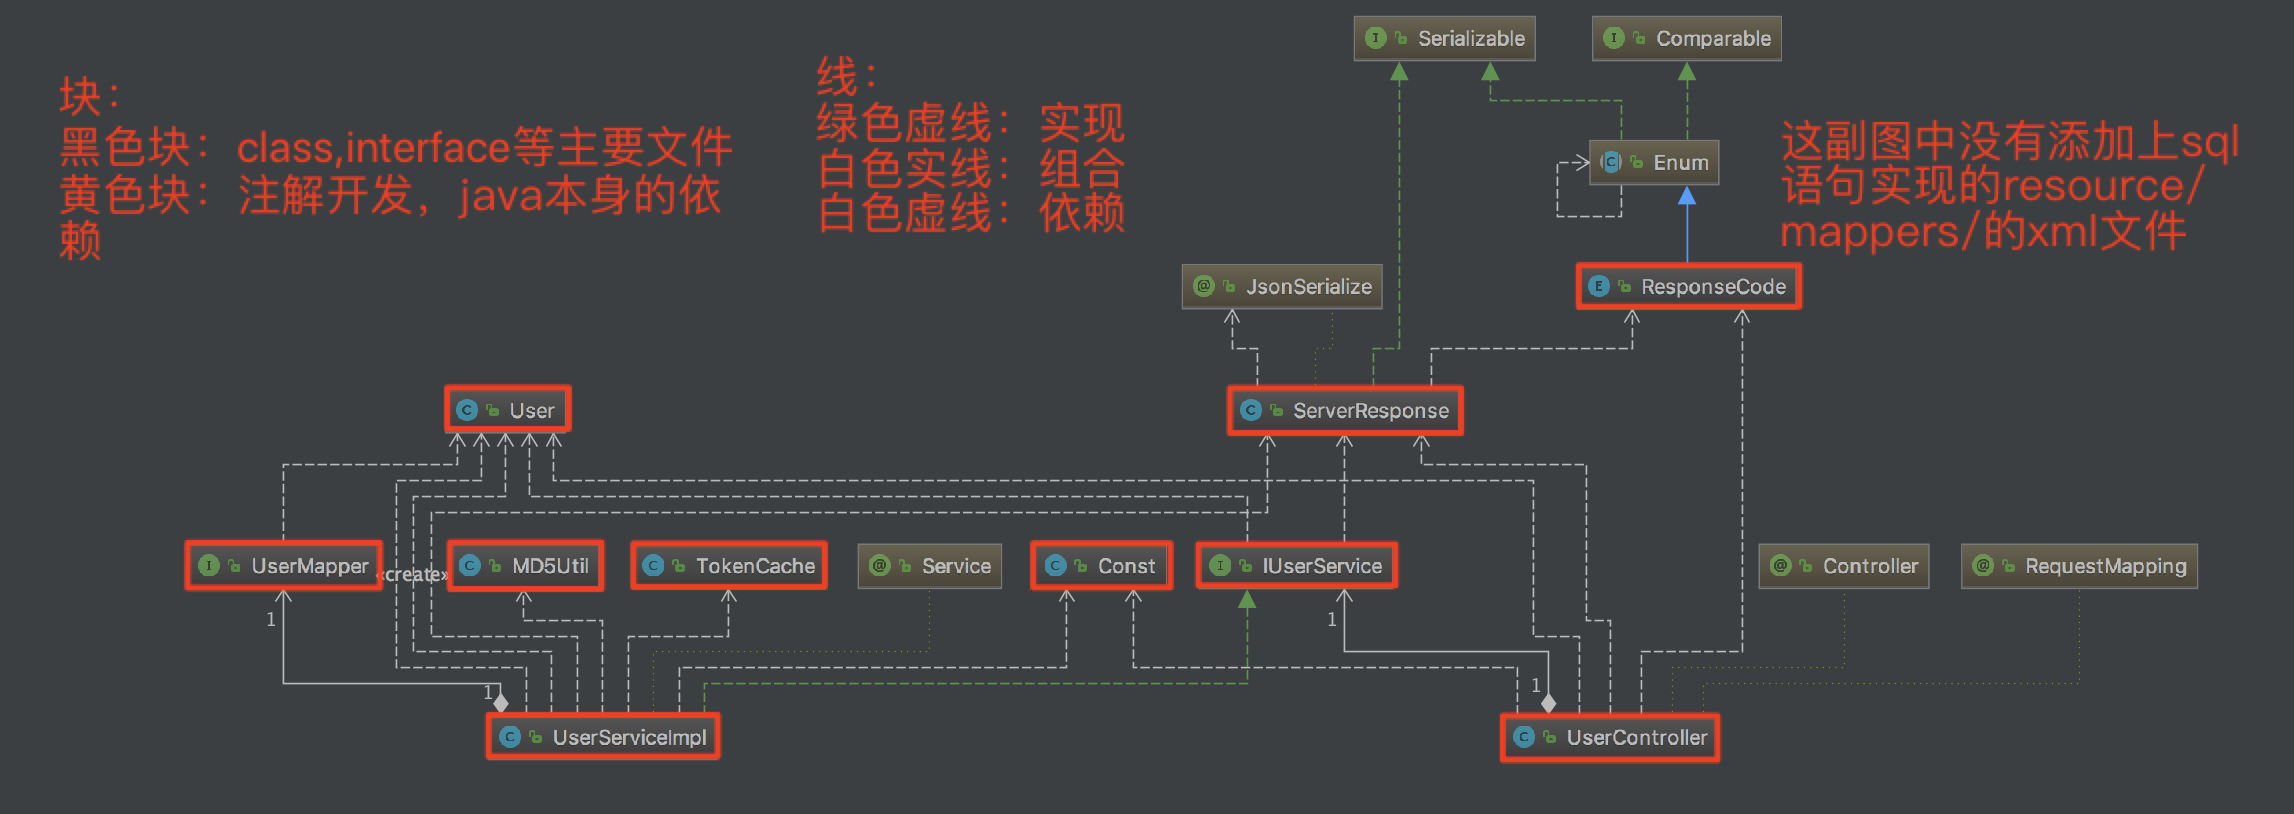 Serializable
Comparable
块：
黑色块：class,interface等主要文件
黄色块：注解开发，java本身的依
赖
线：
绿色虚线：实现
白色实线：组合
白色虚线：依赖
这副图中没有添加上sql
语句实现的resource/
mappers/的xml文件
Enum
JsonSerialize
ResponseCode
User
ServerResponse
UserMapper
«create»
MD5Util
TokenCache
Service
Const
IUserService
Controller
RequestMapping
1
1
1
1
UserServiceImpl
UserController